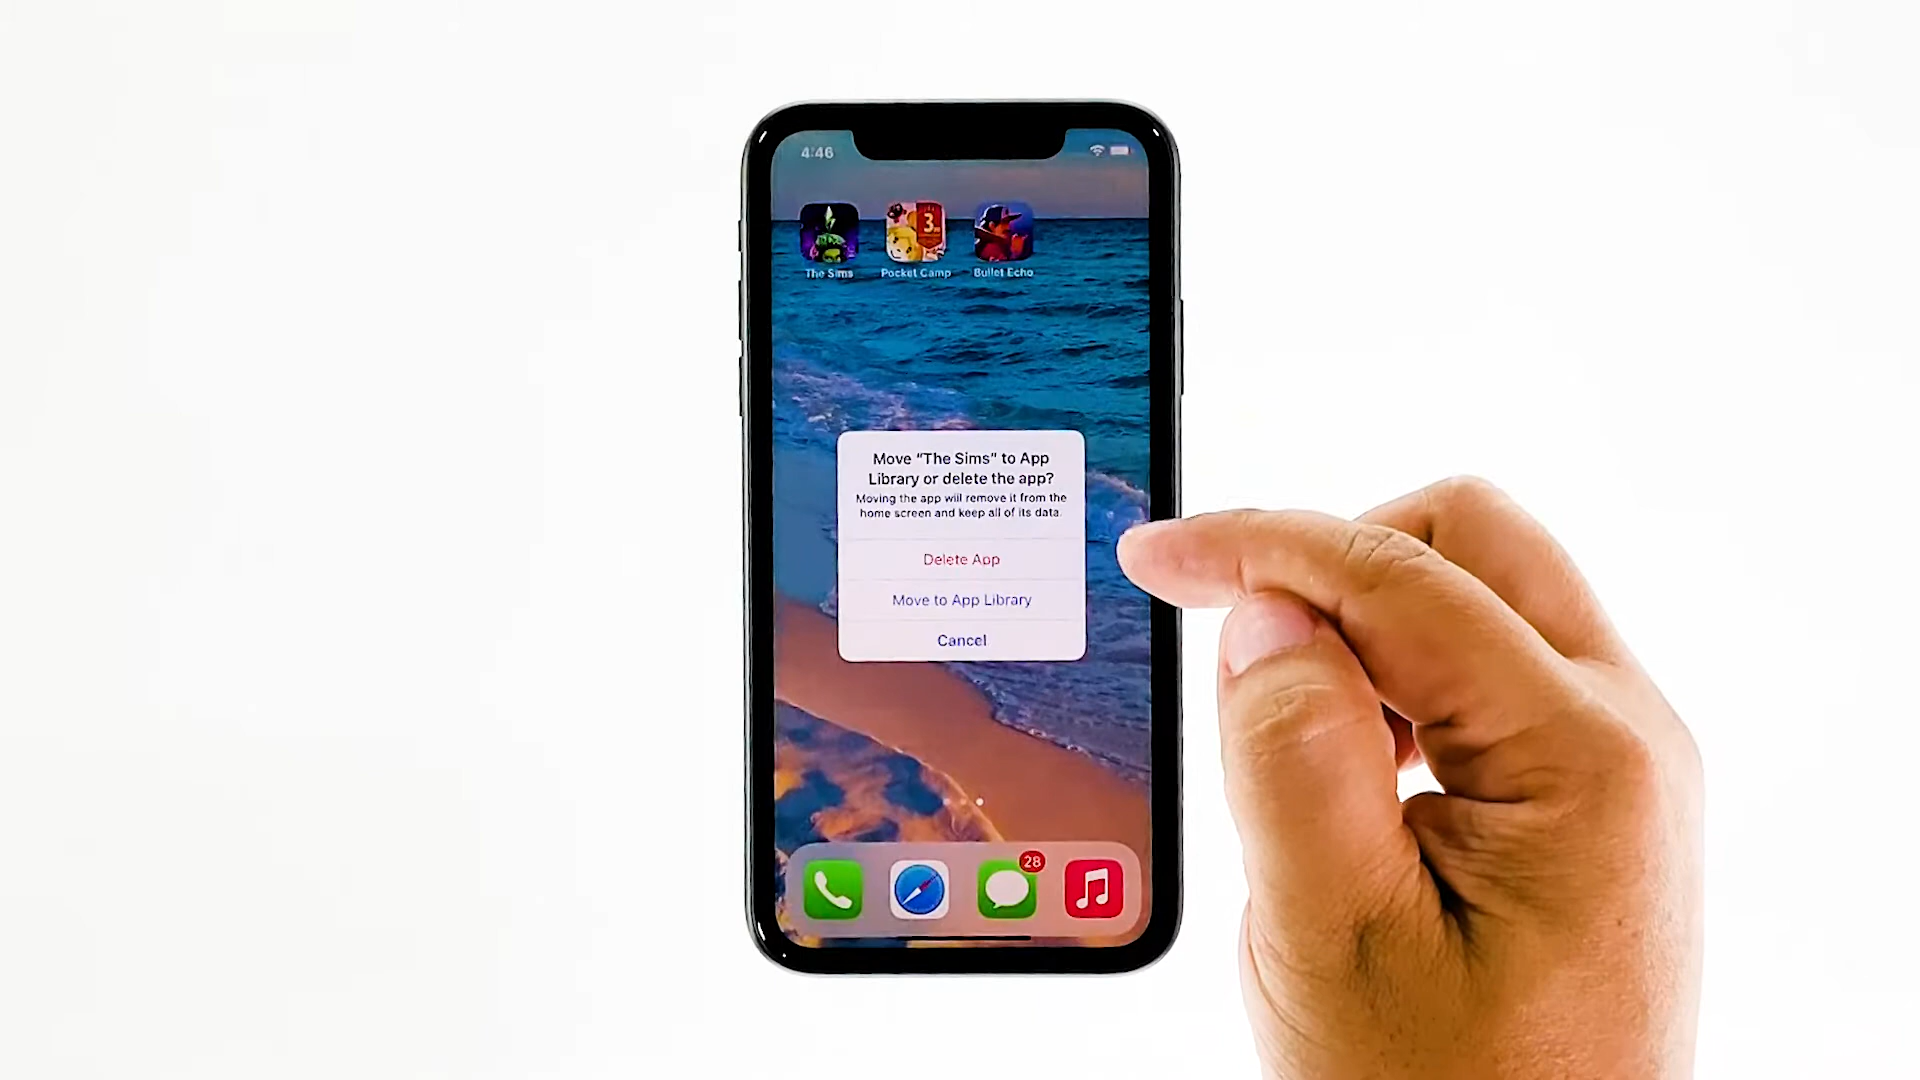 4:46
3
The Sims
Pocket Camp
Bullet Echo
Move “The Sims” to App
Library or delete the app?
Moving the app will remove it from the
home screen and keep all of its data.
Delete App
Move to App Library
Cancel
28